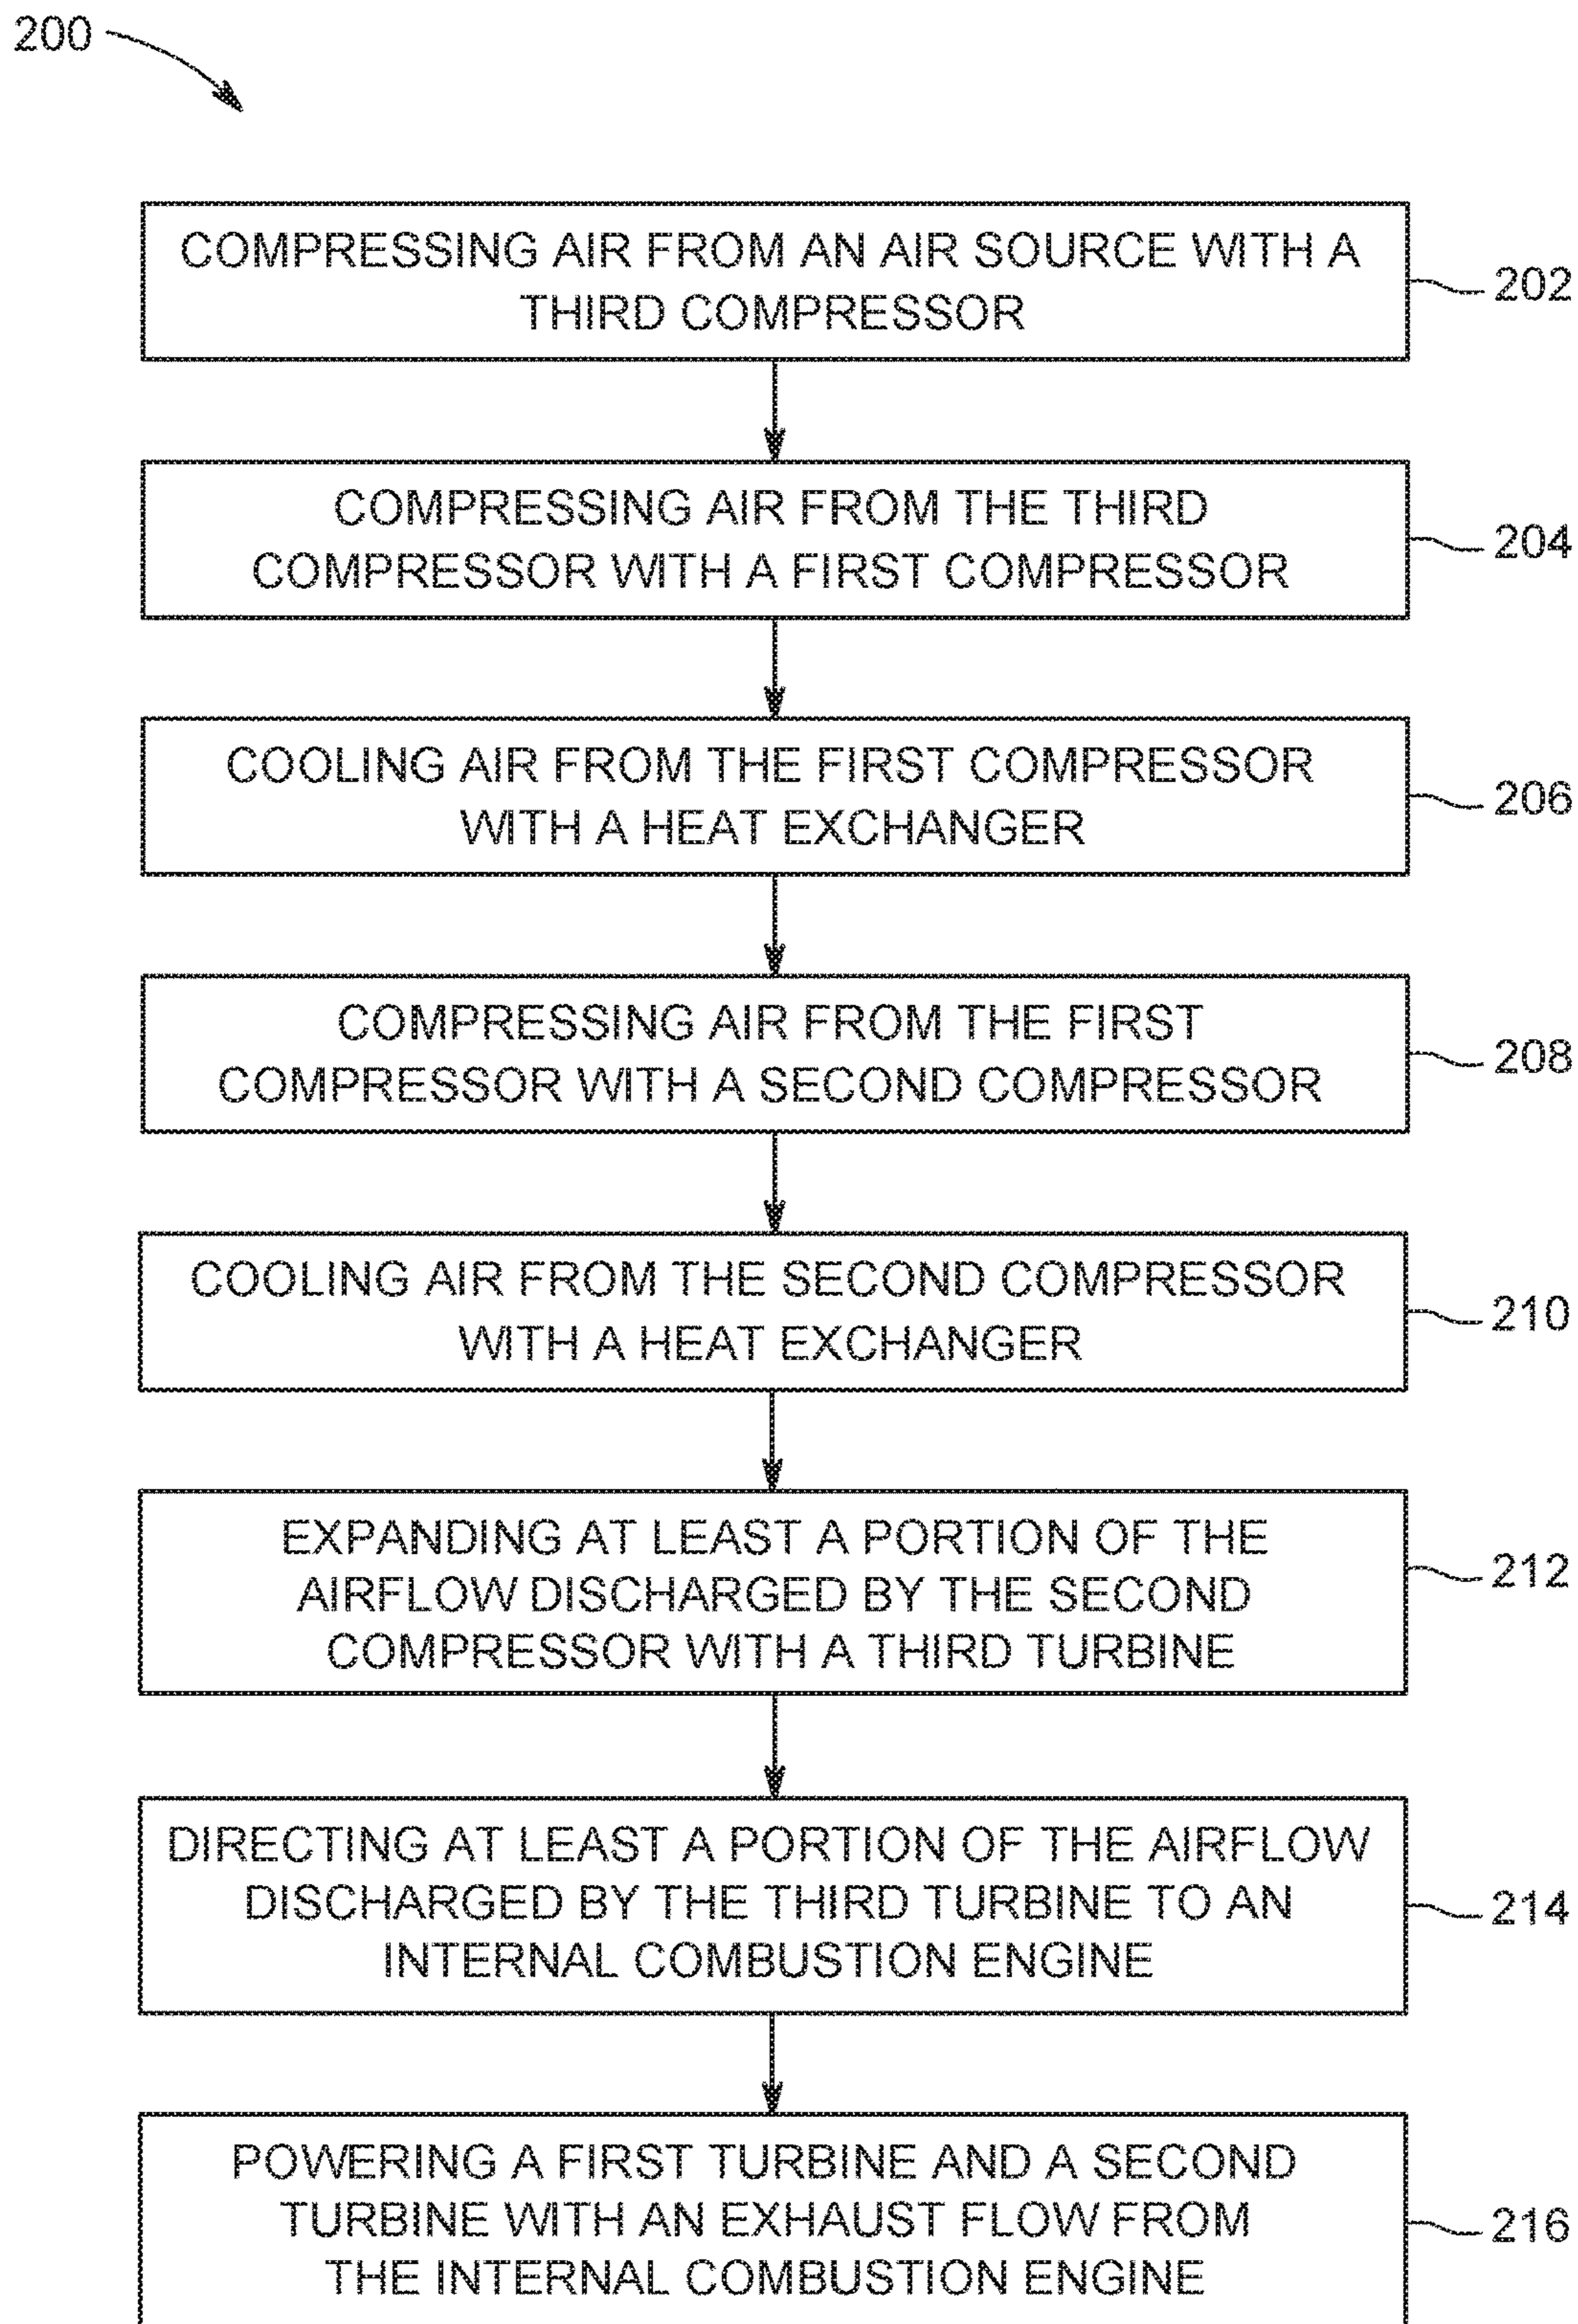 200
COMPRESSING AIR FROM AN AIR SOURCE WITH A
THIRD COMPRESSOR
202
COMPRESSING AIR FROM THE THIRD
COMPRESSOR WITH A FIRST COMPRESSOR
204
COOLING AIR FROM THE FIRST COMPRESSOR
WITH A HEAT EXCHANGER
206
COMPRESSING AIR FROM THE FIRST
COMPRESSOR WITH A SECOND COMPRESSOR
208
COOLING AIR FROM THE SECOND COMPRESSOR
WITH A HEAT EXCHANGER
210
EXPANDING AT LEAST A PORTION OF THE
AIRFLOW DISCHARGED BY THE SECOND
COMPRESSOR WITH A THIRD TURBINE
212
DIRECTING AT LEAST A PORTION OF THE AIRFLOW
DISCHARGED BY THE THIRD TURBINE TO AN
INTERNAL COMBUSTION ENGINE
214
POWERING A FIRST TURBINE AND A SECOND
TURBINE WITH AN EXHAUST FLOW FROM
THE INTERNAL COMBUSTION ENGINE
216